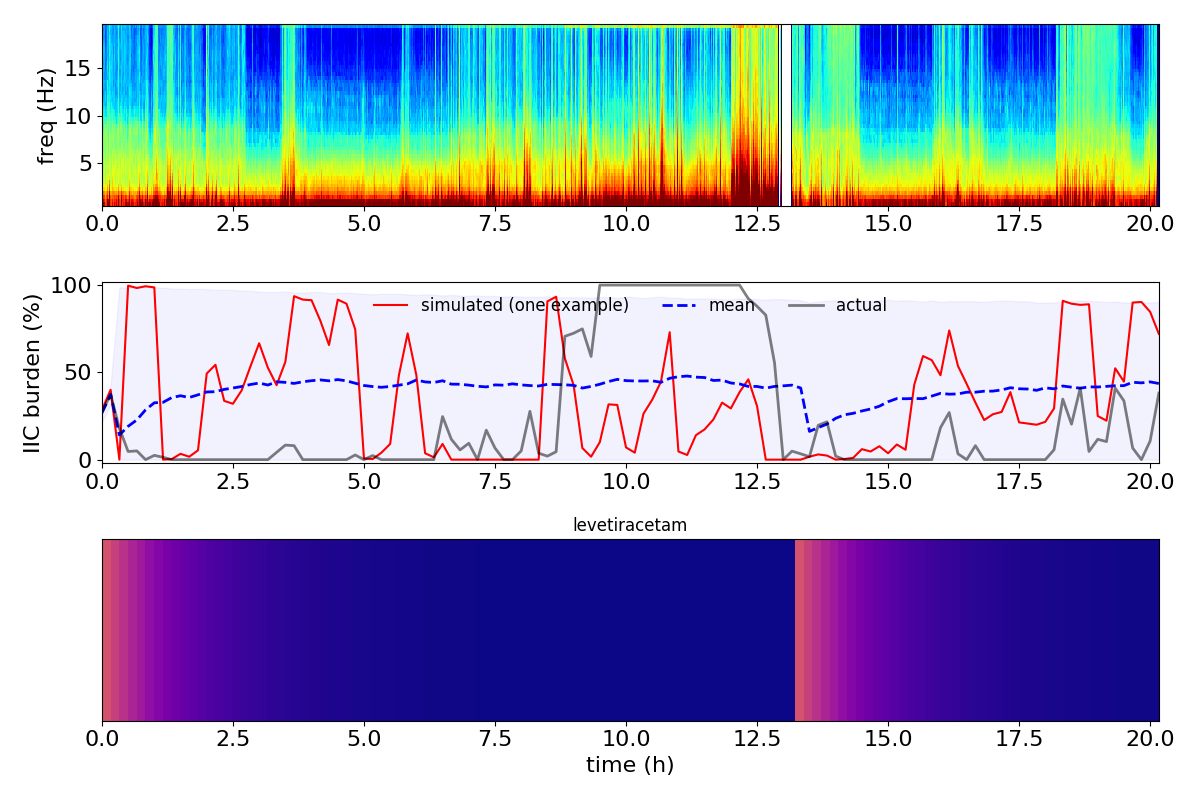 freq (Hz)
15
10
5
0.0 2.5 5.0 7.5 10.0 12.5 15.0 17.5 20.0
IIC burden (%)
100
50
0
simulated (one example) mean actual
0.0 2.5 5.0 7.5 10.0 12.5 15.0 17.5 20.0
levetiracetam
0.0 2.5 5.0 7.5 10.0 12.5 15.0 17.5 20.0
time (h)